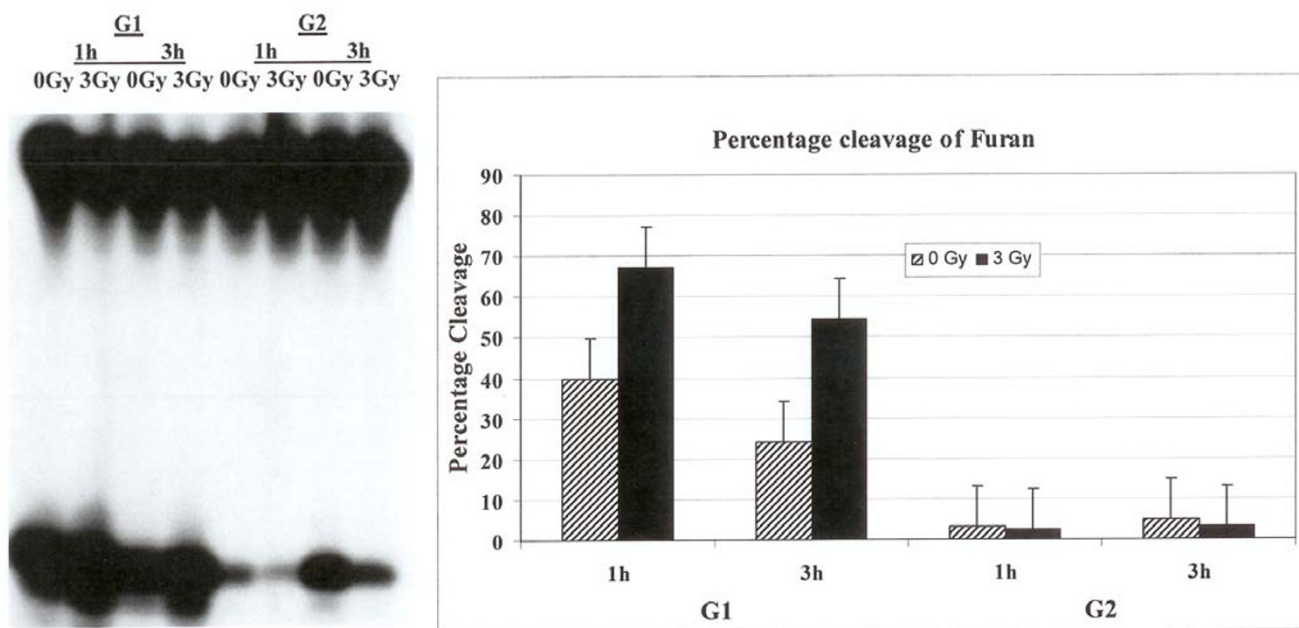 G1 G2
1h 3h 1h 3h
0Gy 3Gy 0Gy 3Gy 0Gy 3Gy 0Gy 3Gy
Percentage cleavage of Furan
Percentage Cleavage
90
80
70
60
50
40
30
20
10
0
0 Gy 3 Gy
1h 3h 1h 3h
G1 G2